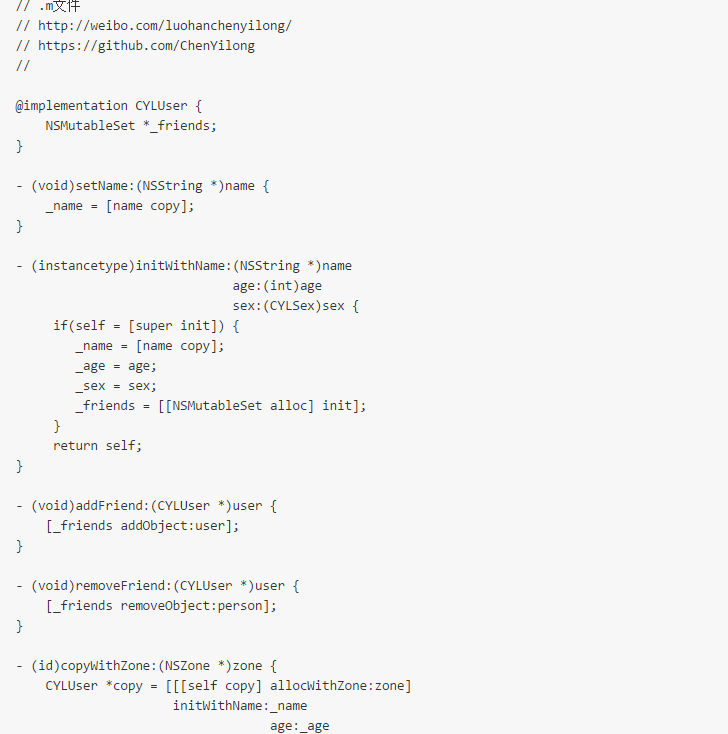 // .m文件
// http://weibo.com/luohanchenyilong/
// https://github.com/ChenYilong
//
@implementation CYLUser {
NSMutableSet *_friends;
}
- (void)setName:(NSString *)name {
_name = [name copy];
}
- (instancetype)initWithName:(NSString *)name
age:(int)age
sex:(CYLSex)sex {
if(self = [super init]) {
_name = [name copy];
_age = age;
_sex = sex;
_friends = [[NSMutableSet alloc] init];
}
return self;
}
- (void)addFriend:(CYLUser *)user {
[_friends addObject:user];
}
- (void)removeFriend:(CYLUser *)user {
[_friends removeObject:person];
}
- (id)copyWithZone:(NSZone *)zone {
CYLUser *copy = [[[self copy] allocWithZone:zone]
initWithName:_name
age:_age